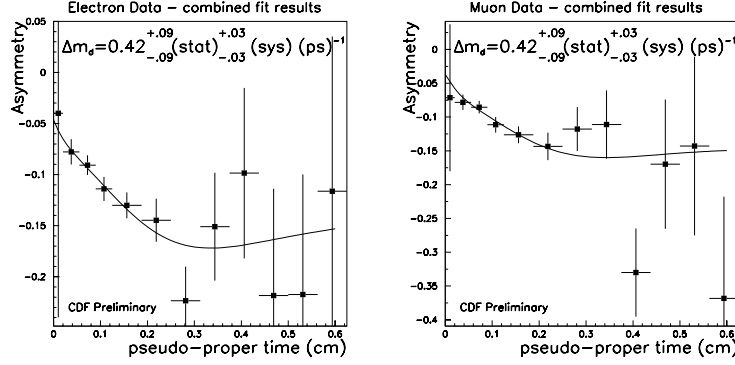 Electron Data – combined fit results
Δm_d=0.42 +.09 −.09 (stat) +.03 −.03 (sys) (ps)^−1
Asymmetry
0.05
0
−0.05
−0.1
−0.15
−0.2
CDF Preliminary
0 0.1 0.2 0.3 0.4 0.5 0.6
pseudo–proper time (cm)
Muon Data – combined fit results
Δm_d=0.42 +.09 −.09 (stat) +.03 −.03 (sys) (ps)^−1
Asymmetry
0
−0.05
−0.1
−0.15
−0.2
−0.25
−0.3
−0.35
−0.4
CDF Preliminary
0 0.1 0.2 0.3 0.4 0.5 0.6
pseudo–proper time (cm)